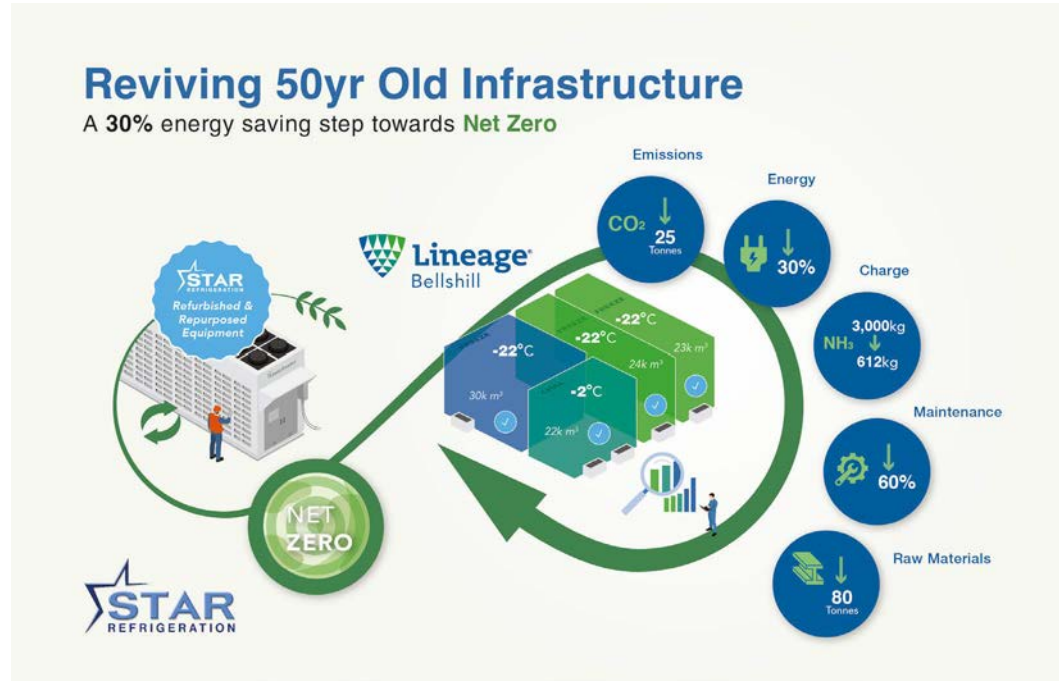 Reviving 50yr Old Infrastructure
A 30% energy saving step towards Net Zero
STAR
REFRIGERATION
Refurbished &
Repurposed
Equipment
Lineage®
Bellshill
Emissions
CO₂ ↓
25
Tonnes
Energy
↓
30%
Charge
3,000kg
NH₃ ↓
612kg
Maintenance
↓
60%
Raw Materials
↓
80
Tonnes
-22°C
30k m³
-22°C
24k m³
-22°C
23k m³
-2°C
22k m³
NET
ZERO
STAR
REFRIGERATION